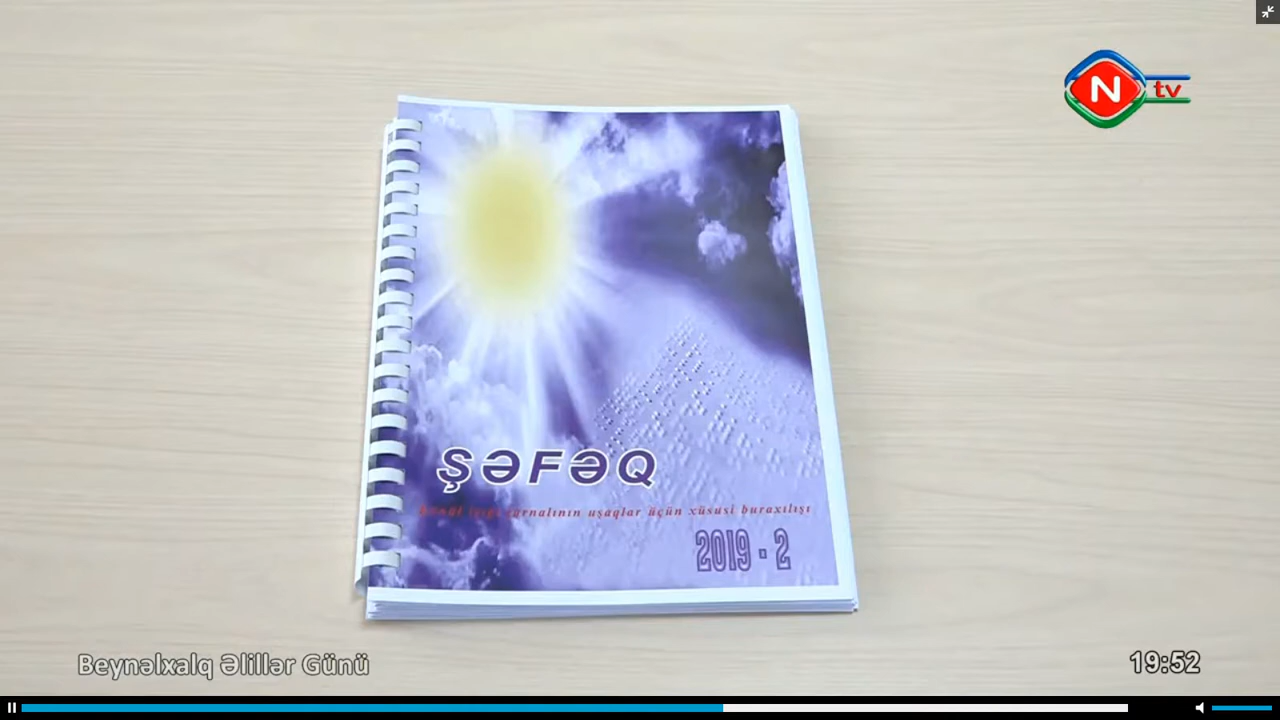 N tv
ŞƏFƏQ
jurnalının uşaqlar üçün xüsusi buraxılışı
2019 - 2
Beynəlxalq Əlillər Günü
19:52